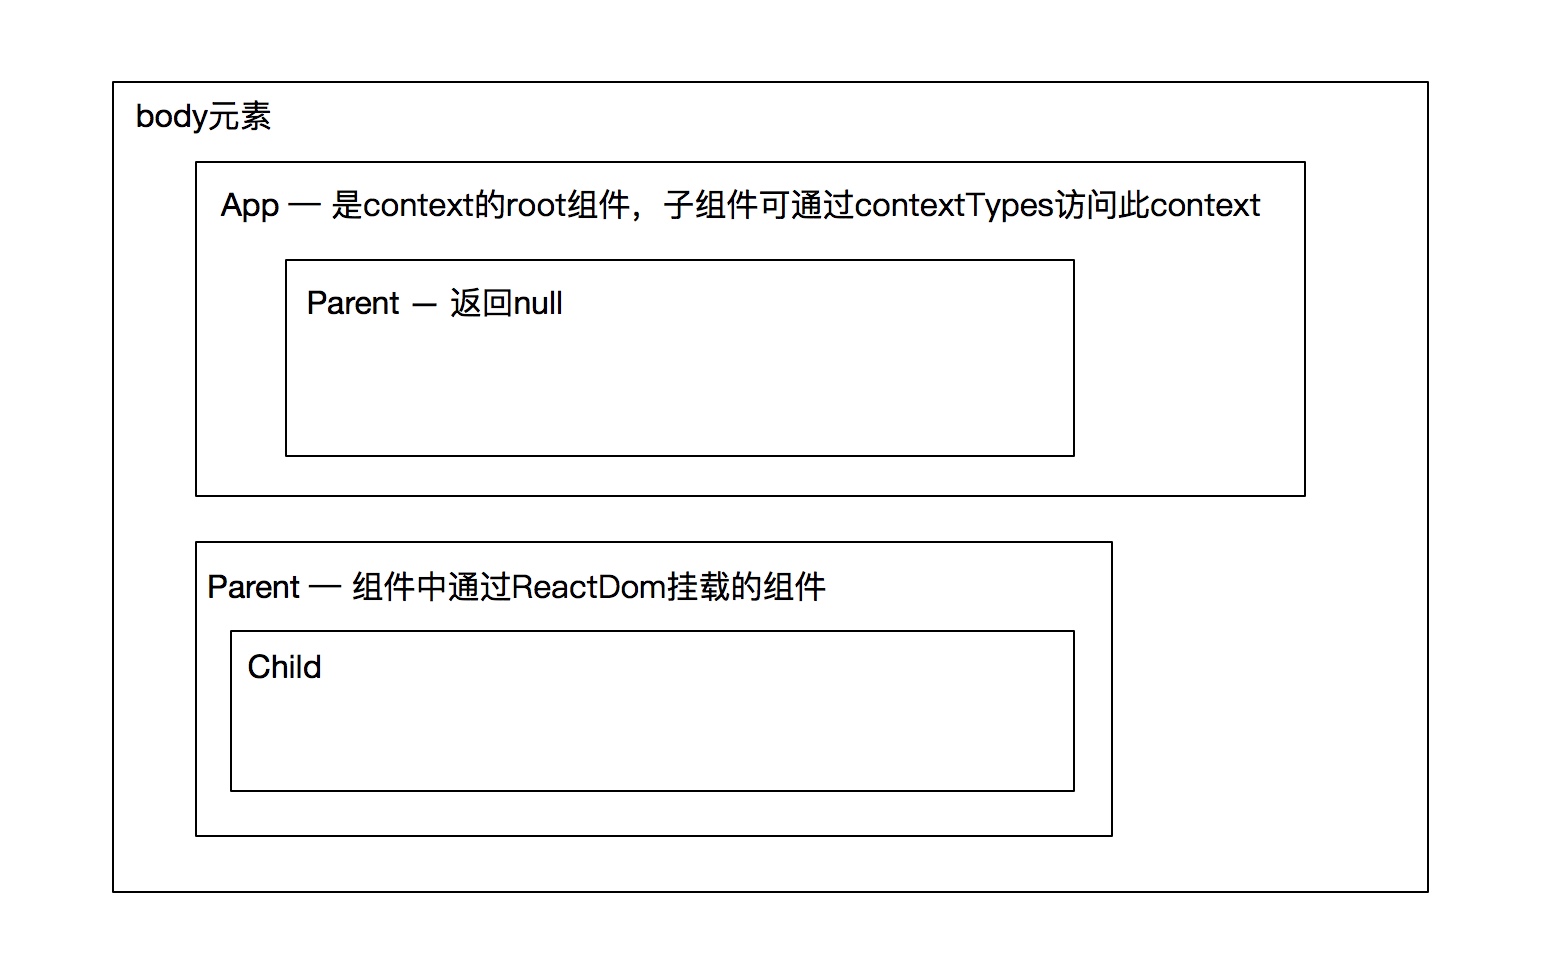 body元素
App — 是context的root组件，子组件可通过contextTypes访问此context
Parent — 返回null
Parent — 组件中通过ReactDom挂载的组件
Child